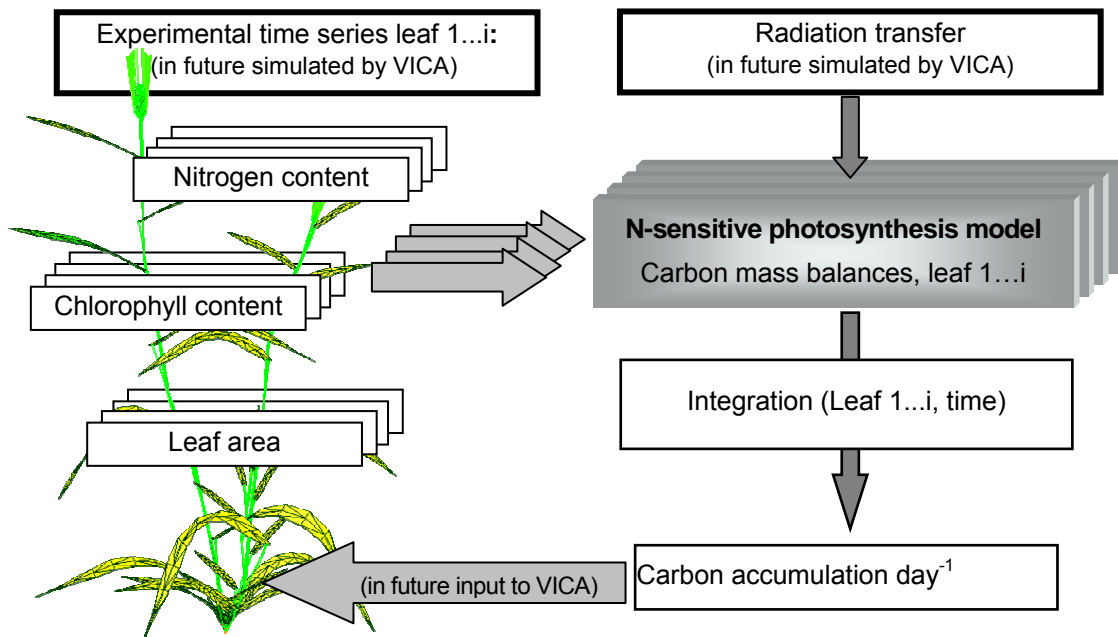 Experimental time series leaf 1...i:
(in future simulated by VICA)
Nitrogen content
Chlorophyll content
Leaf area
Radiation transfer
(in future simulated by VICA)
N-sensitive photosynthesis model
Carbon mass balances, leaf 1…i
Integration (Leaf 1...i, time)
Carbon accumulation day⁻¹
(in future input to VICA)